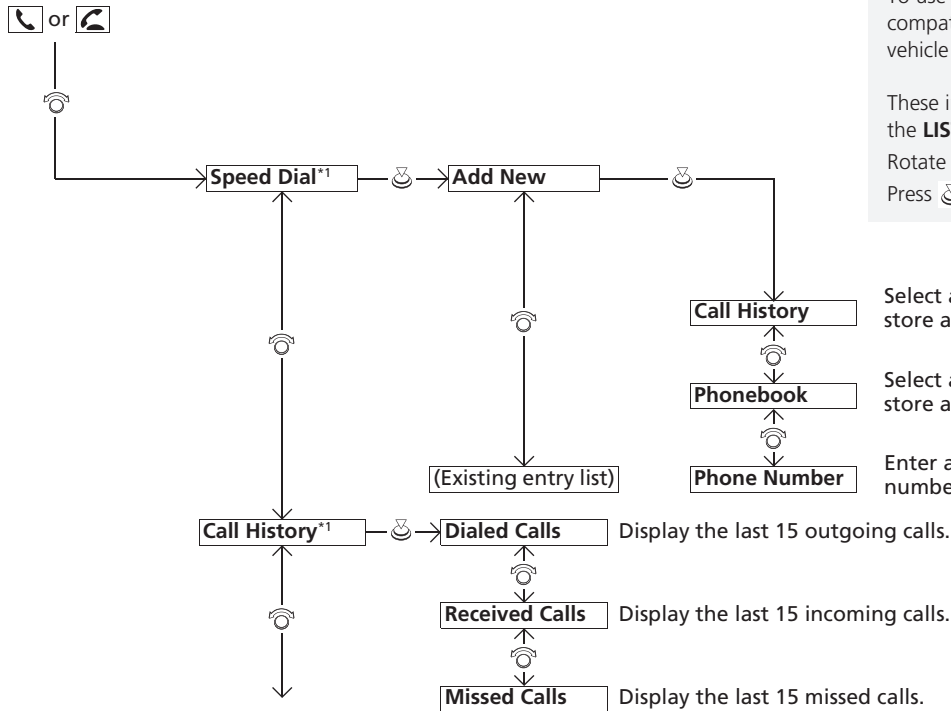 or
To use
compat
vehicle
These i
the LIS
Rotate
Press
Speed Dial*1
Add New
Call History
Select a
store a
Phonebook
Select a
store a
(Existing entry list)
Phone Number
Enter a
numbe
Call History*1
Dialed Calls
Display the last 15 outgoing calls.
Received Calls
Display the last 15 incoming calls.
Missed Calls
Display the last 15 missed calls.